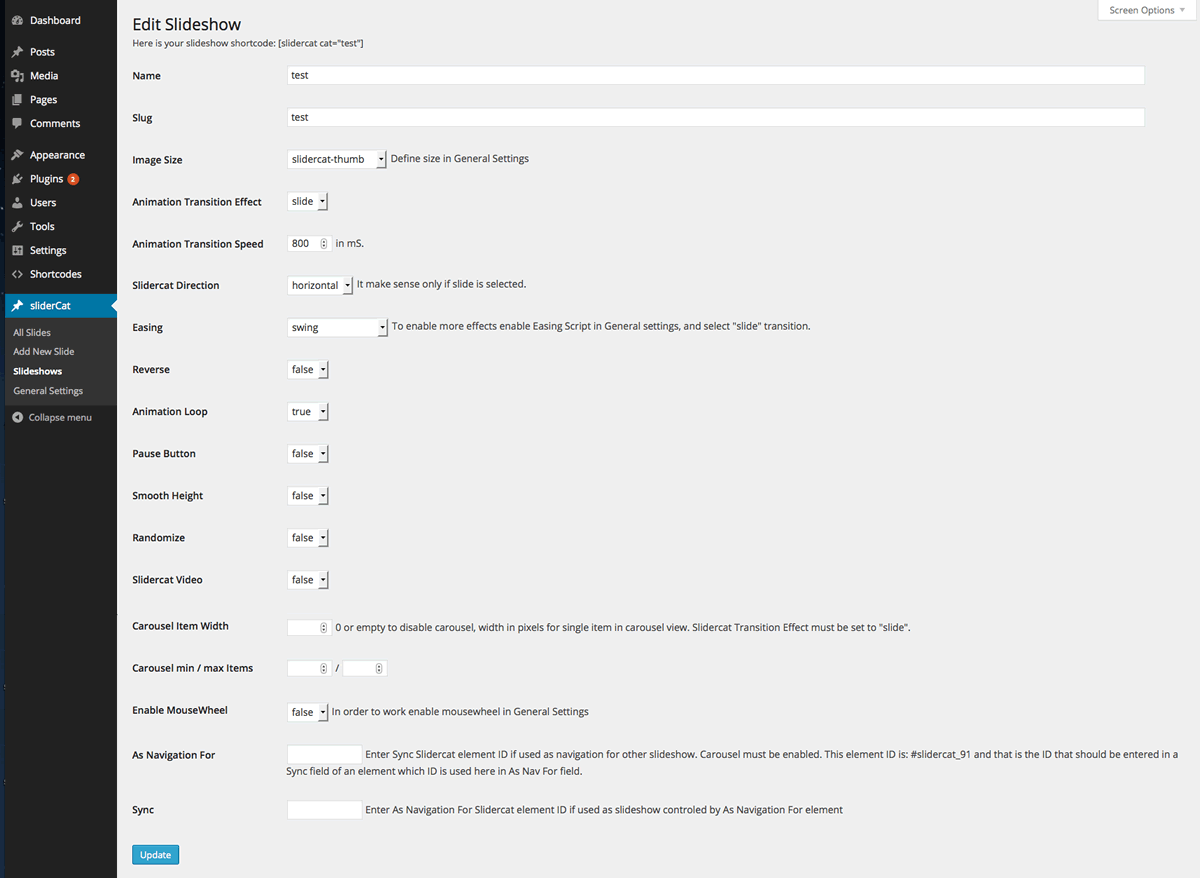 Dashboard
Posts
Media
Pages
Comments
Appearance
Plugins 2
Users
Tools
Settings
Shortcodes
sliderCat
All Slides
Add New Slide
Slideshows
General Settings
Collapse menu
Screen Options
Edit Slideshow
Here is your slideshow shortcode: [slidercat cat="test"]
Name test
Slug test
Image Size slidercat-thumb Define size in General Settings
Animation Transition Effect slide
Animation Transition Speed 800 in mS.
Slidercat Direction horizontal It make sense only if slide is selected.
Easing swing To enable more effects enable Easing Script in General settings, and select "slide" transition.
Reverse false
Animation Loop true
Pause Button false
Smooth Height false
Randomize false
Slidercat Video false
Carousel Item Width 0 or empty to disable carousel, width in pixels for single item in carousel view. Slidercat Transition Effect must be set to "slide".
Carousel min / max Items /
Enable MouseWheel false In order to work enable mousewheel in General Settings
As Navigation For Enter Sync Slidercat element ID if used as navigation for other slideshow. Carousel must be enabled. This element ID is: #slidercat_91 and that is the ID that should be entered in a
Sync field of an element which ID is used here in As Nav For field.
Sync Enter As Navigation For Slidercat element ID if used as slideshow controled by As Navigation For element
Update